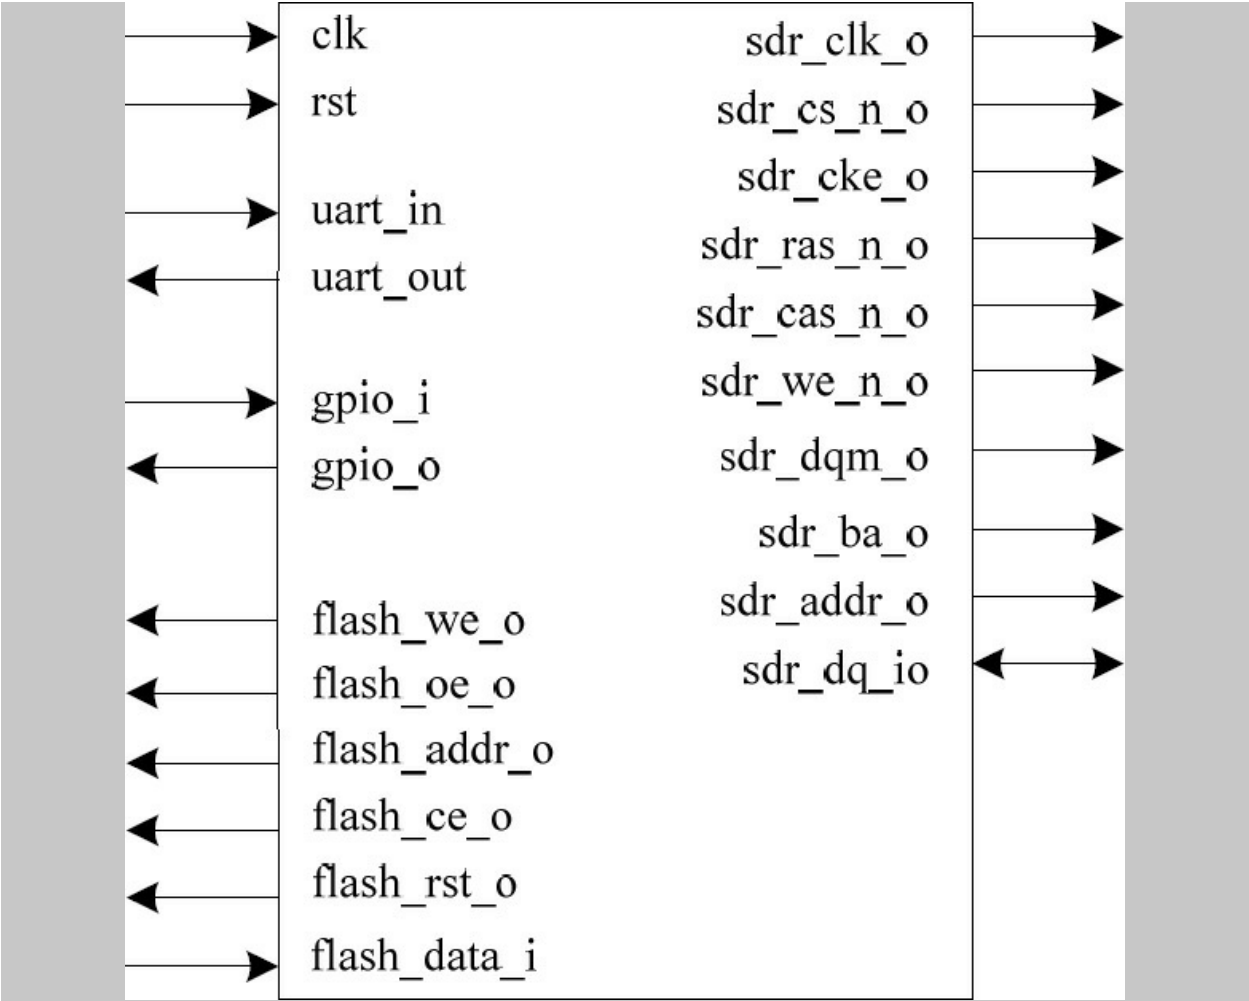 clk
rst
uart_in
uart_out
gpio_i
gpio_o
flash_we_o
flash_oe_o
flash_addr_o
flash_ce_o
flash_rst_o
flash_data_i
sdr_clk_o
sdr_cs_n_o
sdr_cke_o
sdr_ras_n_o
sdr_cas_n_o
sdr_we_n_o
sdr_dqm_o
sdr_ba_o
sdr_addr_o
sdr_dq_io